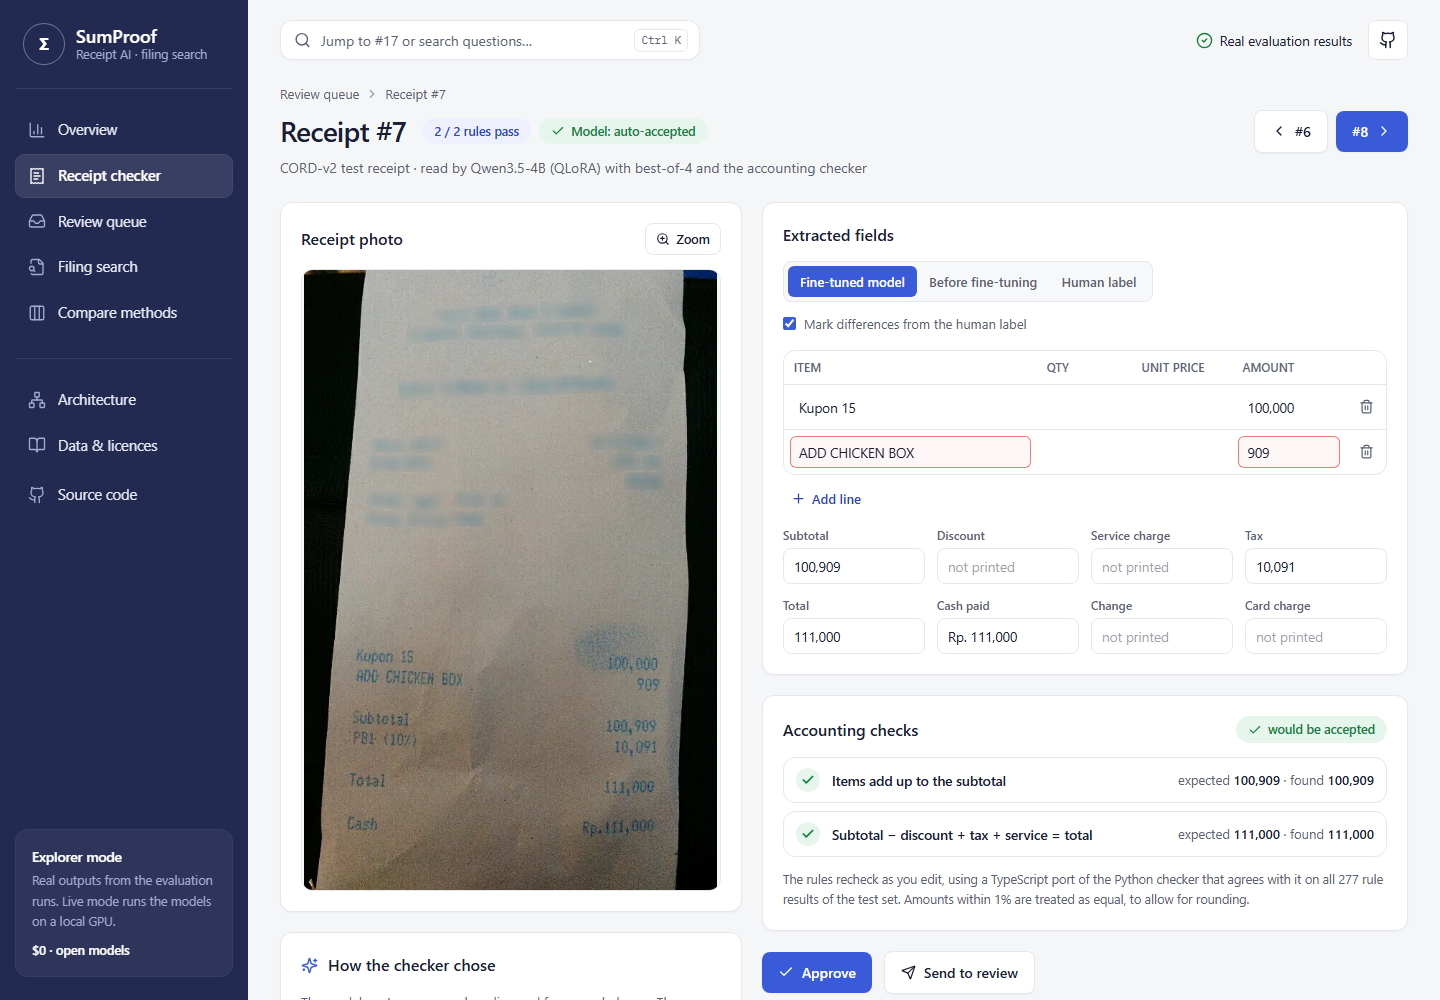 SumProof
Receipt AI · filing search
Overview
Receipt checker
Review queue
Filing search
Compare methods
Architecture
Data & licences
Source code
Explorer mode
Real outputs from the evaluation
runs. Live mode runs the models
on a local GPU.
$0 · open models
Jump to #17 or search questions...
Ctrl K
Real evaluation results
Review queue > Receipt #7
Receipt #7
2 / 2 rules pass
Model: auto-accepted
#6
#8
CORD-v2 test receipt · read by Qwen3.5-4B (QLoRA) with best-of-4 and the accounting checker
Receipt photo
Zoom
Kupon 15 100,000
ADD CHICKEN BOX 909
Subtotal 100,909
PB1 (10%) 10,091
Total 111,000
Cash Rp.111,000
How the checker chose
Extracted fields
Fine-tuned model Before fine-tuning Human label
Mark differences from the human label
ITEM QTY UNIT PRICE AMOUNT
Kupon 15 100,000
ADD CHICKEN BOX 909
+ Add line
Subtotal Discount Service charge Tax
100,909 not printed not printed 10,091
Total Cash paid Change Card charge
111,000 Rp. 111,000 not printed not printed
Accounting checks
would be accepted
Items add up to the subtotal expected 100,909 · found 100,909
Subtotal − discount + tax + service = total expected 111,000 · found 111,000
The rules recheck as you edit, using a TypeScript port of the Python checker that agrees with it on all 277 rule
results of the test set. Amounts within 1% are treated as equal, to allow for rounding.
Approve
Send to review